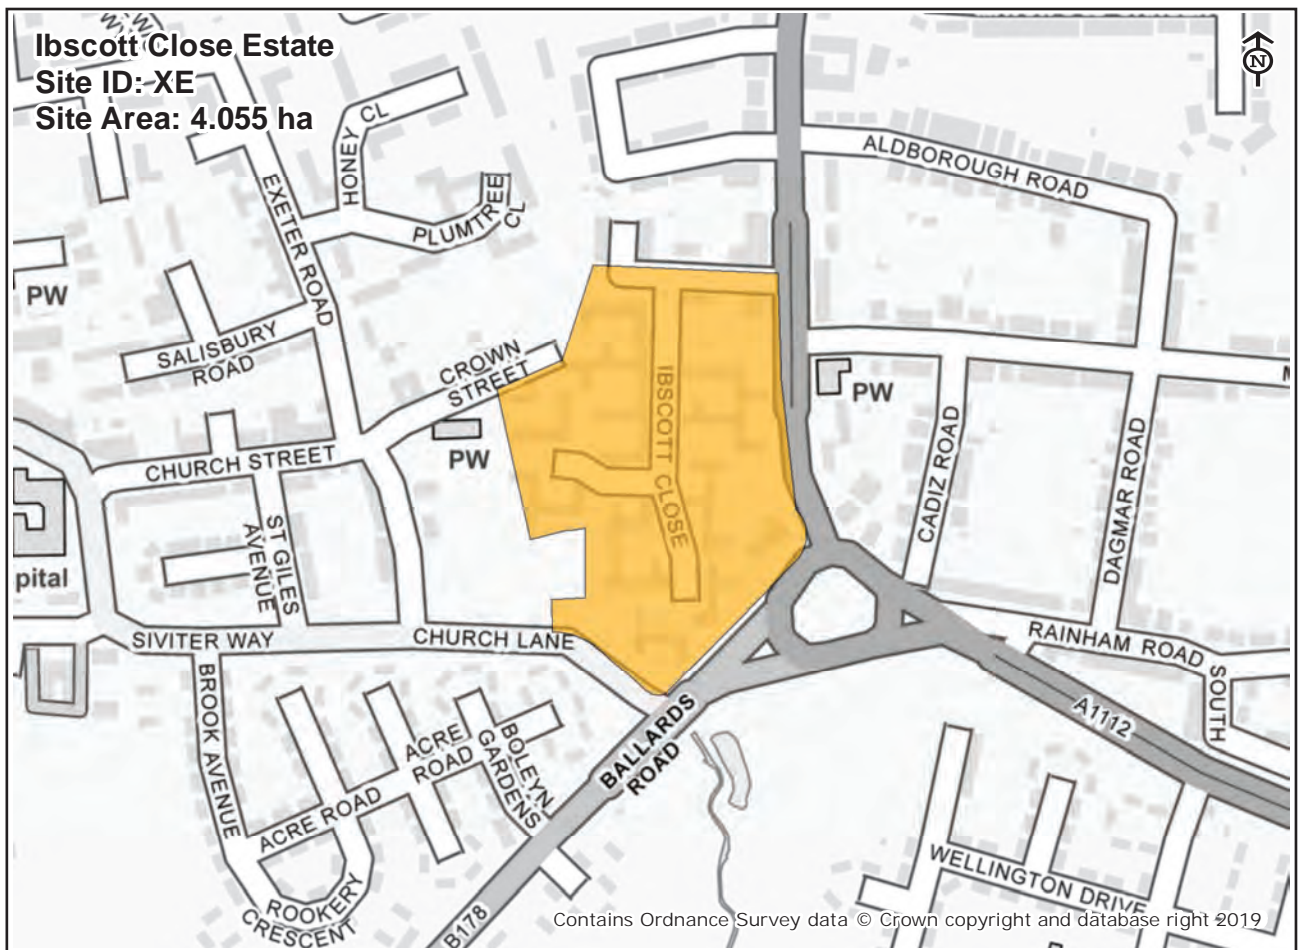 Ibscott Close Estate
Site ID: XE
Site Area: 4.055 ha
N
HONEY CL
ALDBOROUGH ROAD
EXETER ROAD
PLUMTREE
CL
PW
SALISBURY
ROAD
CROWN
STREET
IBSCOTT CLOSE
PW
CADIZ ROAD
DAGMAR ROAD
CHURCH STREET
PW
ST GILES
AVENUE
pital
SIVITER WAY
CHURCH LANE
RAINHAM ROAD
SOUTH
BROOK AVENUE
ACRE
ROAD
BOLEYN
GARDENS
BALLARDS
ROAD
A1112
ACRE ROAD
ROOKERY
CRESCENT
WELLINGTON DRIVE
B178
Contains Ordnance Survey data © Crown copyright and database right 2019